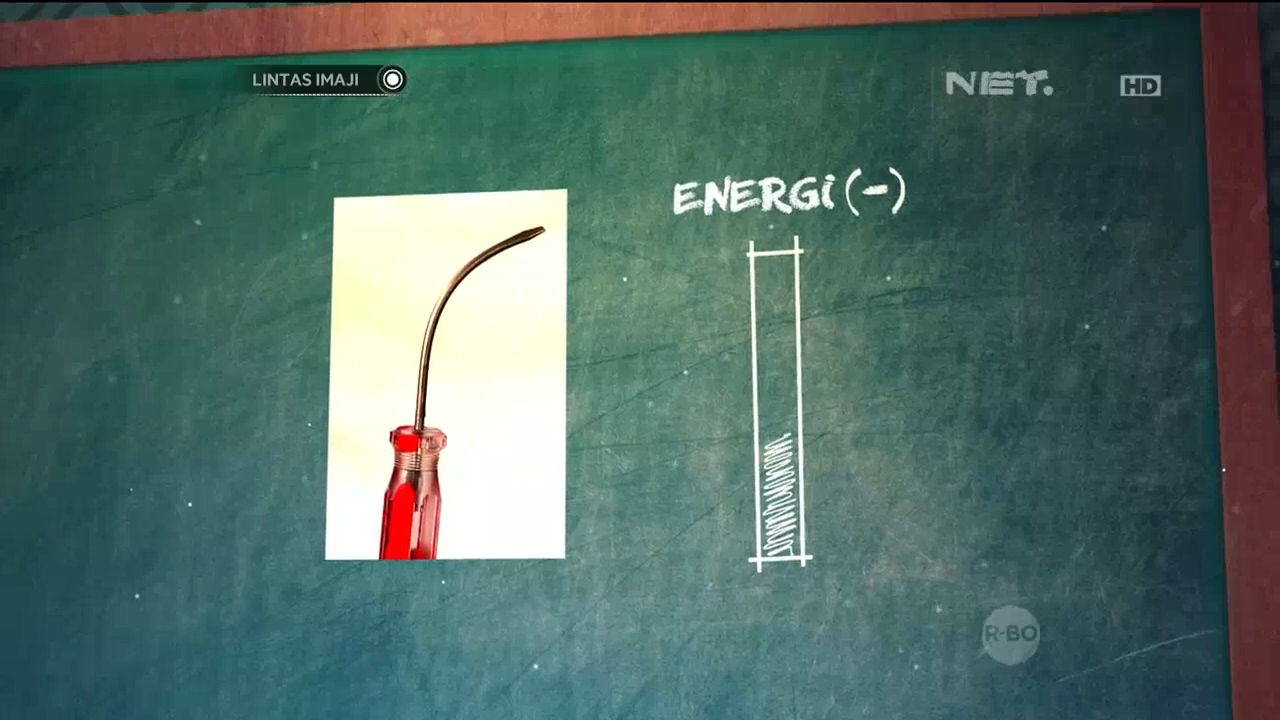 LINTAS IMAJI
NET.
HD
ENERGi (-)
R-BO